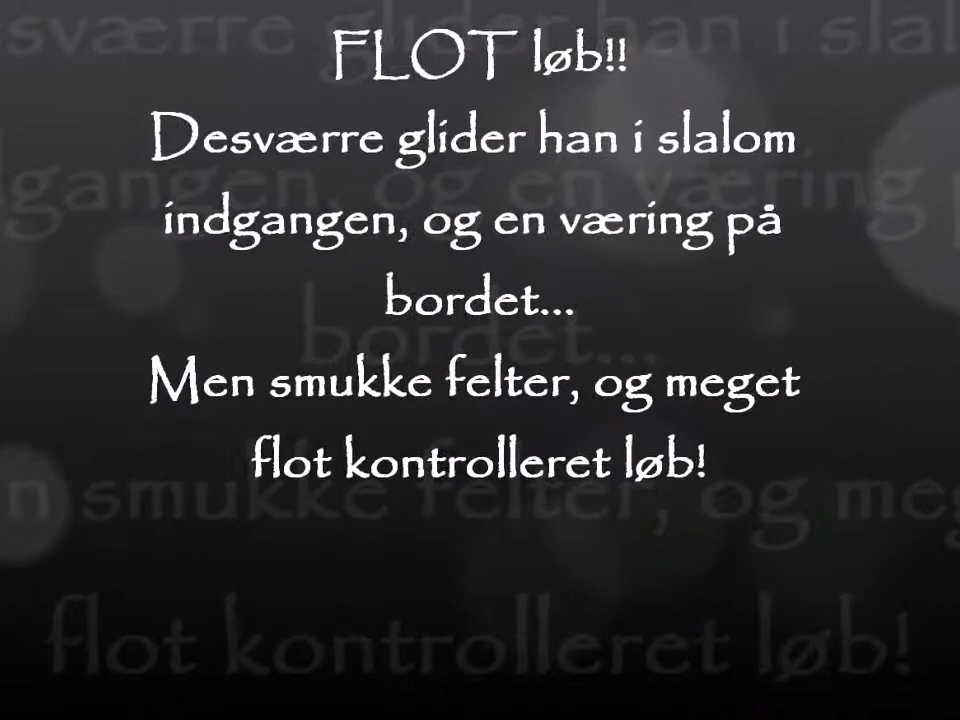 FLOT løb!!
Desværre glider han i slalom
indgangen, og en væring på
bordet...
Men smukke felter, og meget
flot kontrolleret løb!